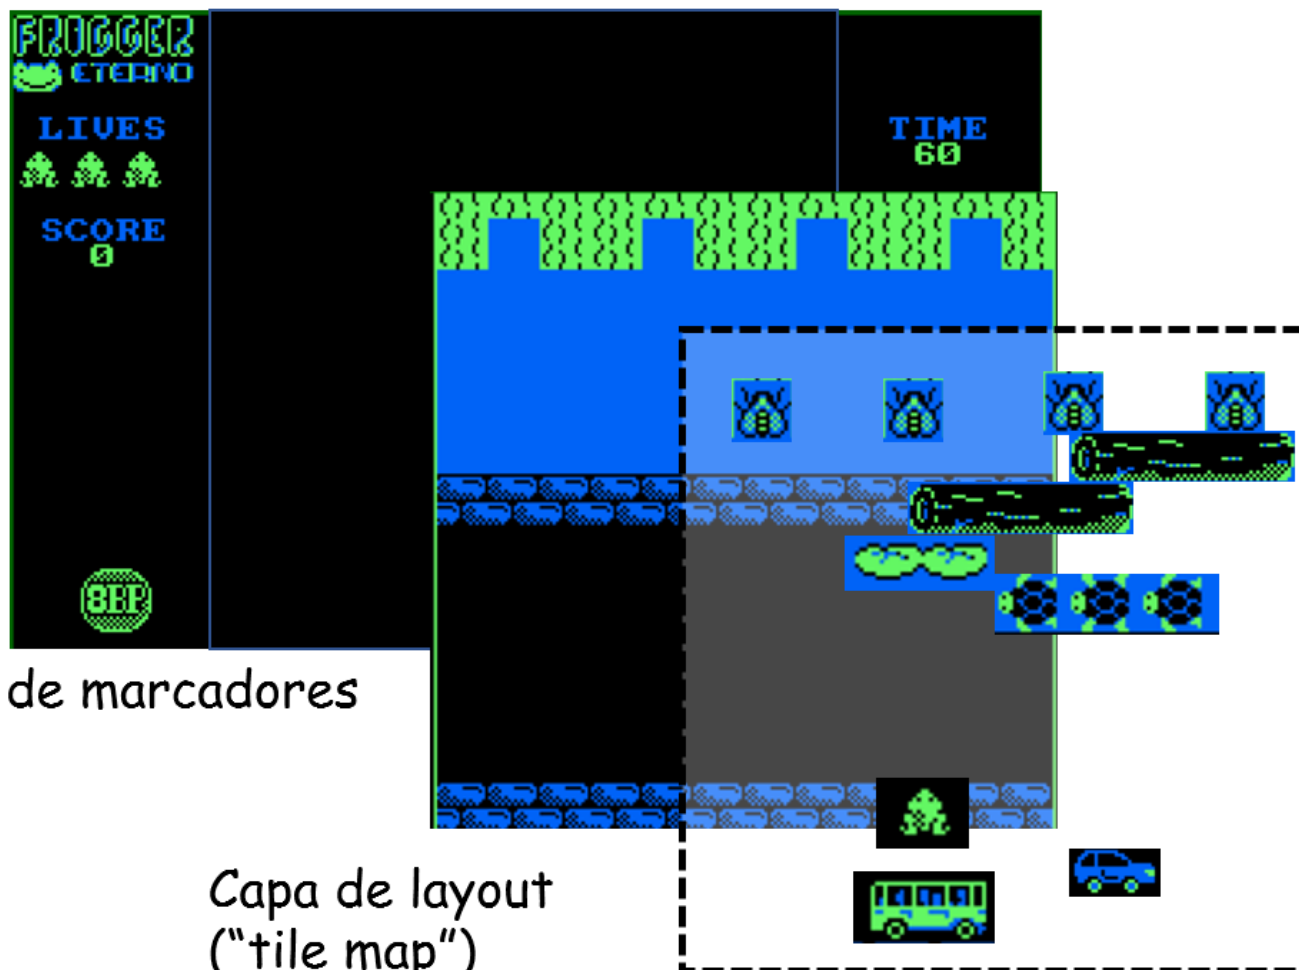 FRIGGER
ETERNO
LIVES
SCORE
0
TIME
60
8BP
de marcadores
Capa de layout
(“tile map”)